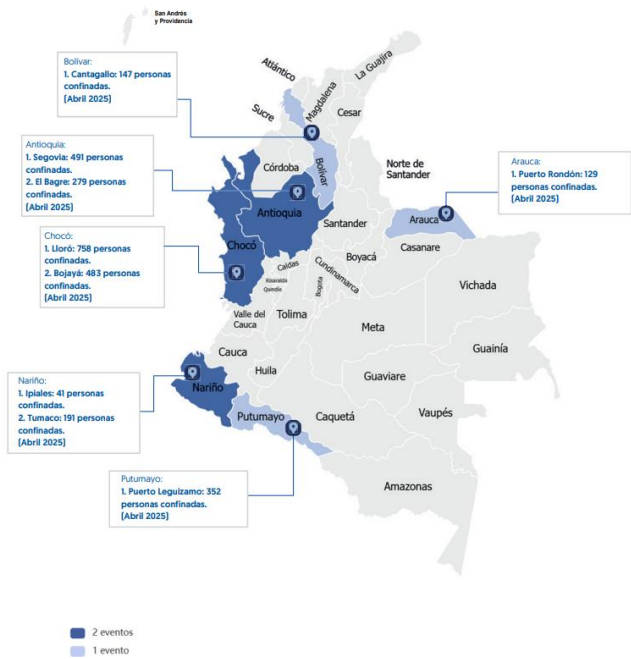 San Andrés
y Providencia
Bolívar:
1. Cantagallo: 147 personas
confinadas.
(Abril 2025)
Antioquia:
1. Segovia: 491 personas
confinadas.
2. El Bagre: 279 personas
confinadas.
(Abril 2025)
Chocó:
1. Lloró: 758 personas
confinadas.
2. Bojayá: 483 personas
confinadas.
(Abril 2025)
Nariño:
1. Ipiales: 41 personas
confinadas.
2. Tumaco: 191 personas
confinadas.
(Abril 2025)
Putumayo:
1. Puerto Leguizamo: 352
personas confinadas.
(Abril 2025)
Arauca:
1. Puerto Rondón: 129
personas confinadas.
(Abril 2025)
La Guajira
Atlántico
Magdalena
Cesar
Sucre
Bolívar
Córdoba
Norte de
Santander
Antioquia
Santander
Arauca
Chocó
Boyacá
Casanare
Caldas
Cundinamarca
Risaralda
Quindío
Bogota
Vichada
Valle del
Cauca
Tolima
Meta
Cauca
Huila
Guainía
Guaviare
Nariño
Putumayo
Caquetá
Vaupés
Amazonas
2 eventos
1 evento